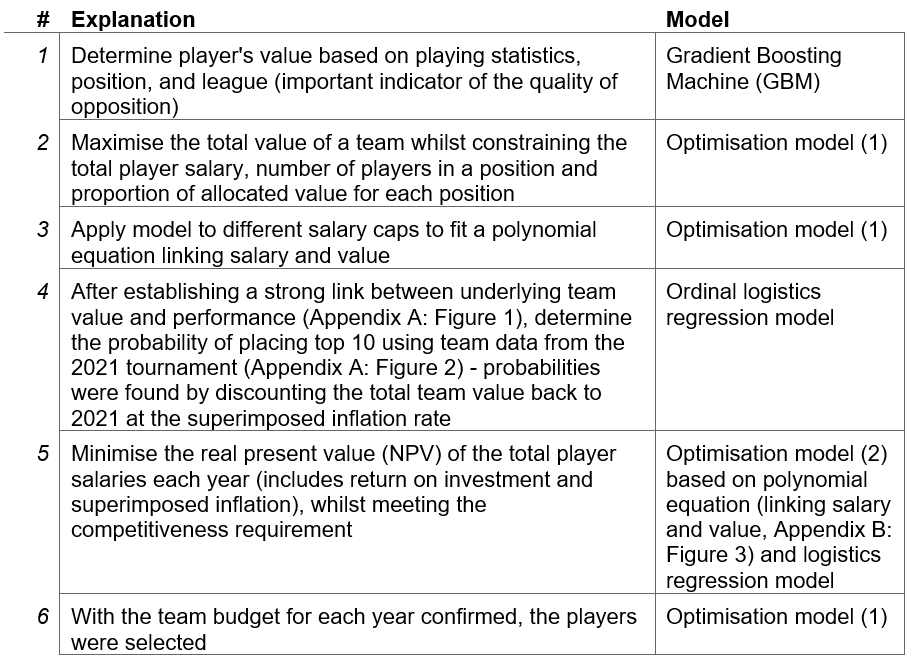 # Explanation Model
1 Determine player's value based on playing statistics, Gradient Boosting
position, and league (important indicator of the quality of Machine (GBM)
opposition)
2 Maximise the total value of a team whilst constraining the Optimisation model (1)
total player salary, number of players in a position and
proportion of allocated value for each position
3 Apply model to different salary caps to fit a polynomial Optimisation model (1)
equation linking salary and value
4 After establishing a strong link between underlying team Ordinal logistics
value and performance (Appendix A: Figure 1), determine regression model
the probability of placing top 10 using team data from the
2021 tournament (Appendix A: Figure 2) - probabilities
were found by discounting the total team value back to
2021 at the superimposed inflation rate
5 Minimise the real present value (NPV) of the total player Optimisation model (2)
salaries each year (includes return on investment and based on polynomial
superimposed inflation), whilst meeting the equation (linking salary
competitiveness requirement and value, Appendix B:
Figure 3) and logistics
regression model
6 With the team budget for each year confirmed, the players Optimisation model (1)
were selected